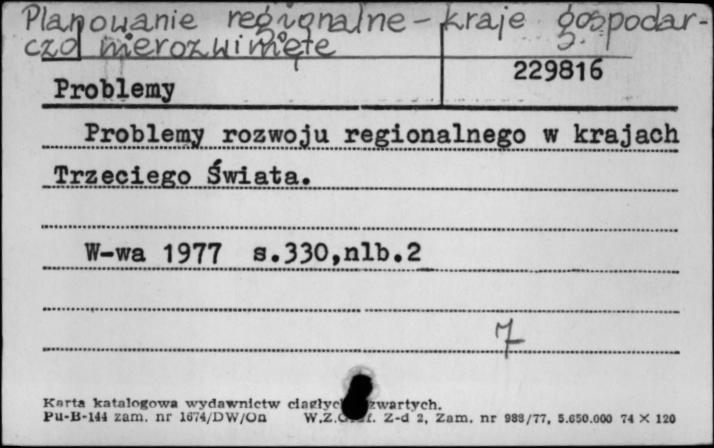 Planowanie regionalne - kraje gospodar-
czo nierozwinięte
229816
Problemy
Problemy rozwoju regionalnego w krajach
Trzeciego Świata.
W-wa 1977 s.330,nlb.2
7
Karta katalogowa wydawnictw ciągłych zwartych.
Pu-B-144 zam. nr 1674/DW/On W.Z.Graf. Z-d 2, Zam. nr 988/77, 5.650.000 74 × 120